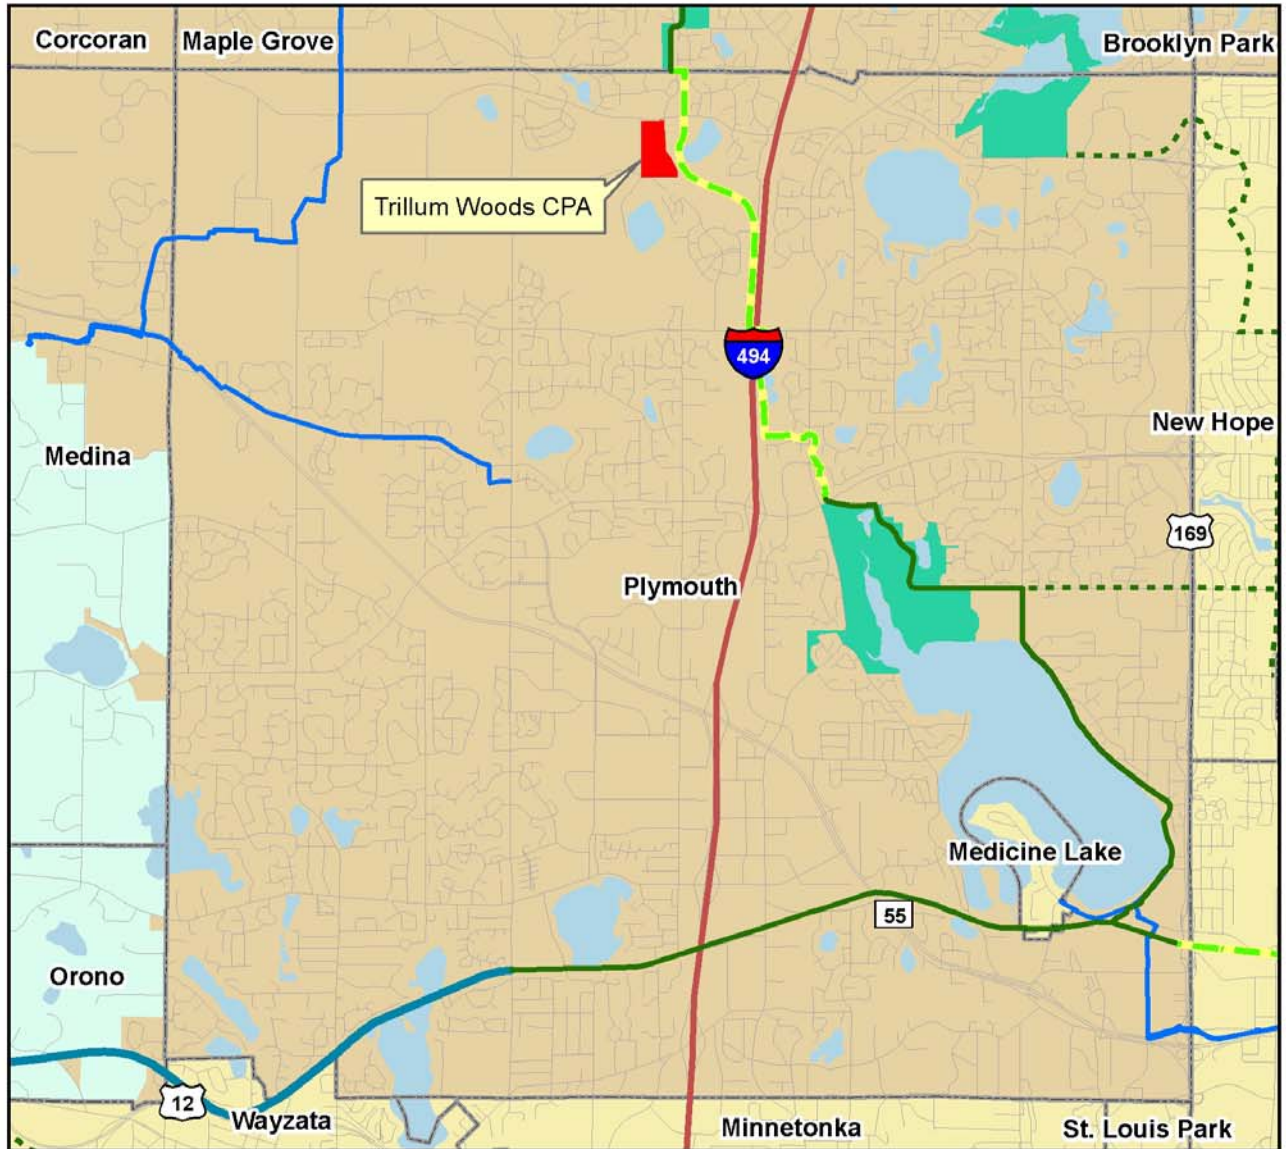 Corcoran
Maple Grove
Brooklyn Park
Trillum Woods CPA
494
New Hope
Medina
169
Plymouth
Medicine Lake
55
Orono
12
Wayzata
Minnetonka
St. Louis Park